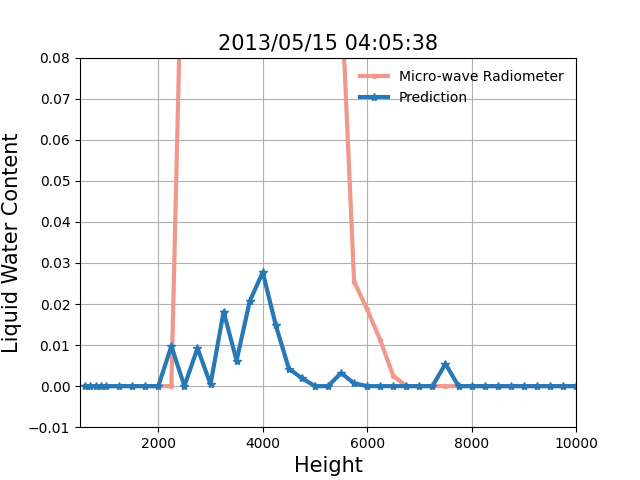 2013/05/15 04:05:38
Liquid Water Content
0.08
0.07
0.06
0.05
0.04
0.03
0.02
0.01
0.00
−0.01
Micro-wave Radiometer
Prediction
2000 4000 6000 8000 10000
Height